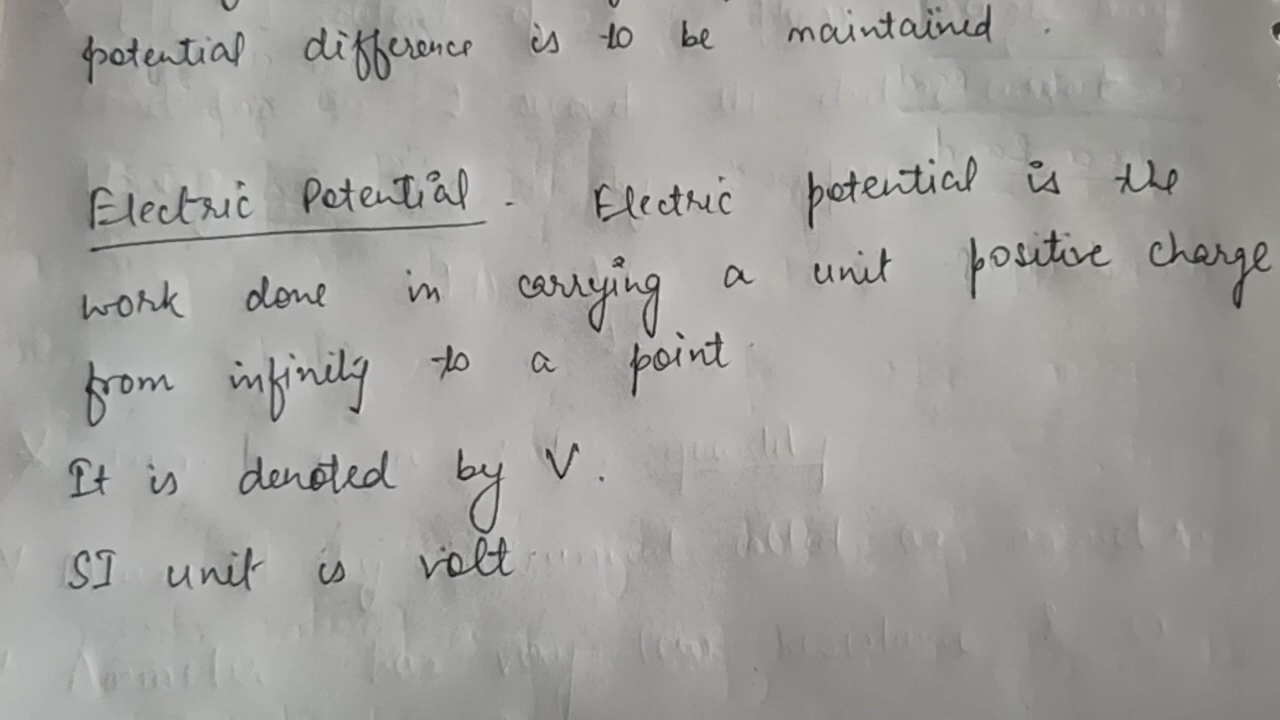 potential difference is to be maintained.
Electric Potential. Electric potential is the
work done in carrying a unit positive charge
from infinity to a point
It is denoted by V.
SI unit is volt